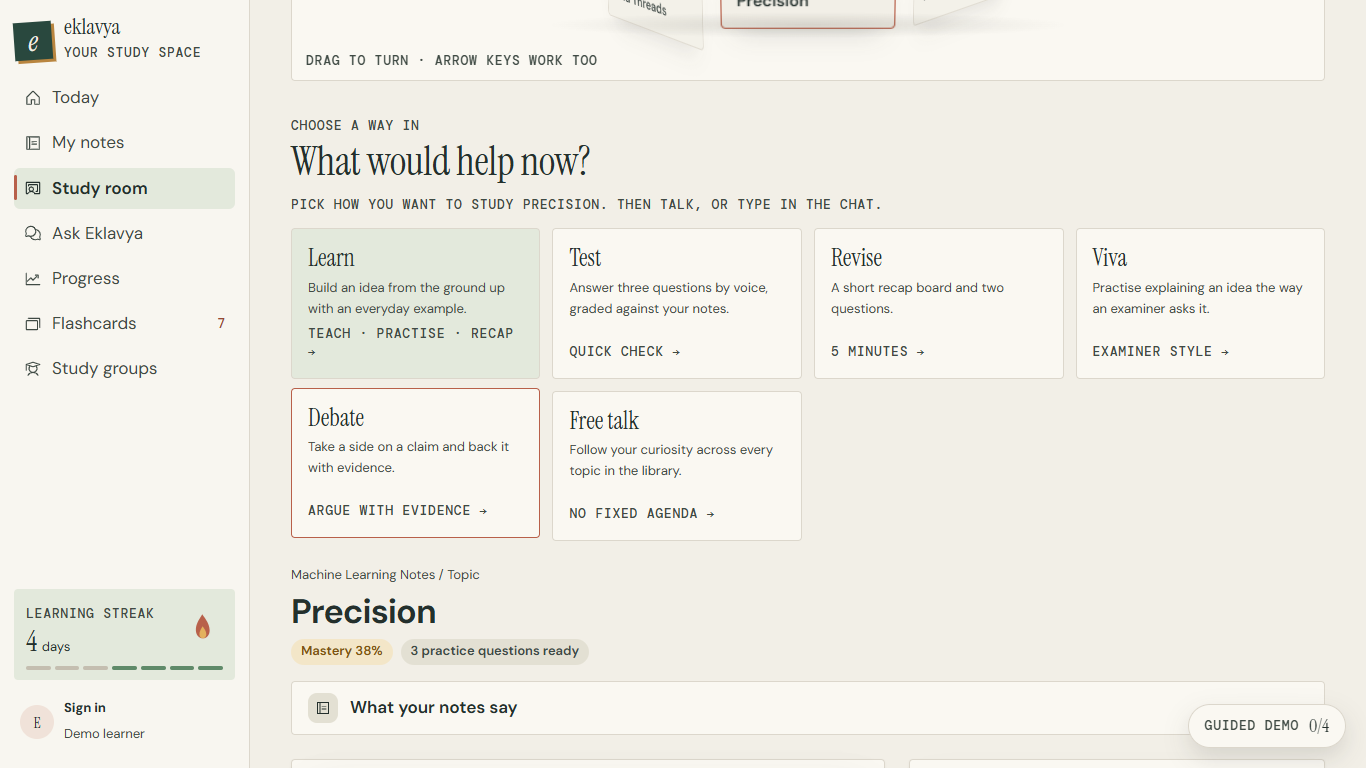 e
eklavya
YOUR STUDY SPACE
Today
My notes
Study room
Ask Eklavya
Progress
Flashcards 7
Study groups
LEARNING STREAK
4 days
E
Sign in
Demo learner
Threads
Precision
DRAG TO TURN · ARROW KEYS WORK TOO
CHOOSE A WAY IN
What would help now?
PICK HOW YOU WANT TO STUDY PRECISION. THEN TALK, OR TYPE IN THE CHAT.
Learn
Build an idea from the ground up
with an everyday example.
TEACH · PRACTISE · RECAP
→
Test
Answer three questions by voice,
graded against your notes.
QUICK CHECK →
Revise
A short recap board and two
questions.
5 MINUTES →
Viva
Practise explaining an idea the way
an examiner asks it.
EXAMINER STYLE →
Debate
Take a side on a claim and back it
with evidence.
ARGUE WITH EVIDENCE →
Free talk
Follow your curiosity across every
topic in the library.
NO FIXED AGENDA →
Machine Learning Notes / Topic
Precision
Mastery 38%
3 practice questions ready
What your notes say
GUIDED DEMO 0/4